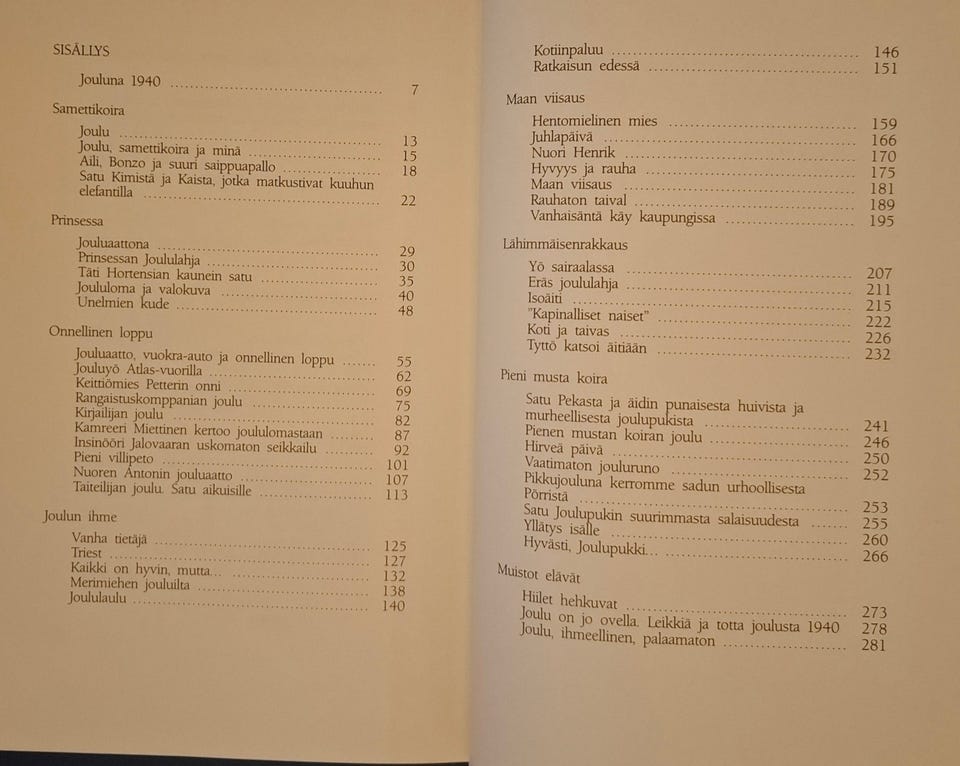 SISÄLLYS
Jouluna 1940 ........ 7
Samettikoira
Joulu ........ 13
Joulu, samettikoira ja minä ........ 15
Aili, Bonzo ja suuri saippuapallo ........ 18
Satu Kimistä ja Kaista, jotka matkustivat kuuhun
elefantilla ........ 22
Prinsessa
Jouluaattona ........ 29
Prinsessan Joululahja ........ 30
Täti Hortensian kaunein satu ........ 35
Joululoma ja valokuva ........ 40
Unelmien kude ........ 48
Onnellinen loppu
Jouluaatto, vuokra-auto ja onnellinen loppu ........ 55
Jouluyö Atlas-vuorilla ........ 62
Keittiömies Petterin onni ........ 69
Rangaistuskomppanian joulu ........ 75
Kirjailijan joulu ........ 82
Kamreeri Miettinen kertoo joululomastaan ........ 87
Insinööri Jalovaaran uskomaton seikkailu ........ 92
Pieni villipeto ........ 101
Nuoren Antonin jouluaatto ........ 107
Taiteilijan joulu. Satu aikuisille ........ 113
Joulun ihme
Vanha tietäjä ........ 125
Triest ........ 127
Kaikki on hyvin, mutta... ........ 132
Merimiehen jouluilta ........ 138
Joululaulu ........ 140
Kotiinpaluu ........ 146
Ratkaisun edessä ........ 151
Maan viisaus
Hentomielinen mies ........ 159
Juhlapäivä ........ 166
Nuori Henrik ........ 170
Hyvyys ja rauha ........ 175
Maan viisaus ........ 181
Rauhaton taival ........ 189
Vanhaisäntä käy kaupungissa ........ 195
Lähimmäisenrakkaus
Yö sairaalassa ........ 207
Eräs joululahja ........ 211
Isoäiti ........ 215
"Kapinalliset naiset" ........ 222
Koti ja taivas ........ 226
Tyttö katsoi äitiään ........ 232
Pieni musta koira
Satu Pekasta ja äidin punaisesta huivista ja
murheellisesta joulupukista ........ 241
Pienen mustan koiran joulu ........ 246
Hirveä päivä ........ 250
Vaatimaton jouluruno ........ 252
Pikkujouluna kerromme sadun urhoollisesta
Pörristä ........ 253
Satu Joulupukin suurimmasta salaisuudesta ........ 255
Yllätys isälle ........ 260
Hyvästi, Joulupukki... ........ 266
Muistot elävät
Hiilet hehkuvat ........ 273
Joulu on jo ovella. Leikkiä ja totta joulusta 1940 278
Joulu, ihmeellinen, palaamaton ........ 281